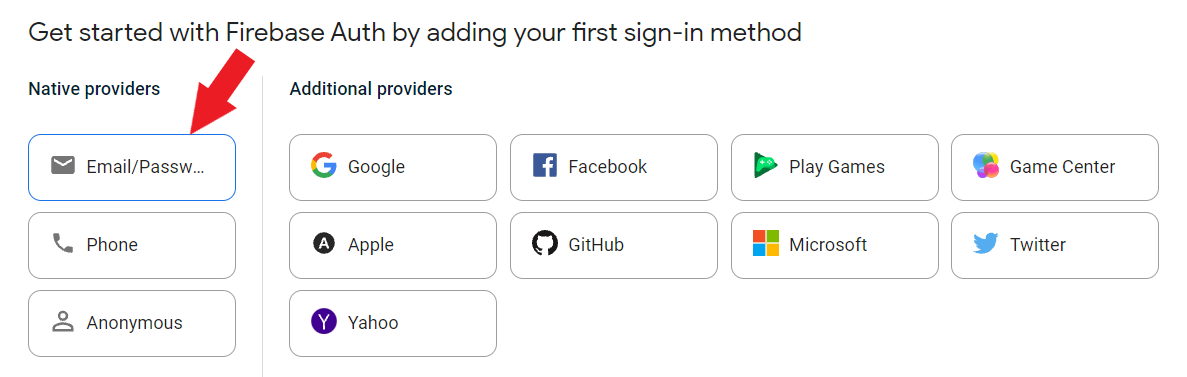 Get started with Firebase Auth by adding your first sign-in method
Native providers
Additional providers
Email/Passw...
Google
Facebook
Play Games
Game Center
Phone
Apple
GitHub
Microsoft
Twitter
Anonymous
Yahoo